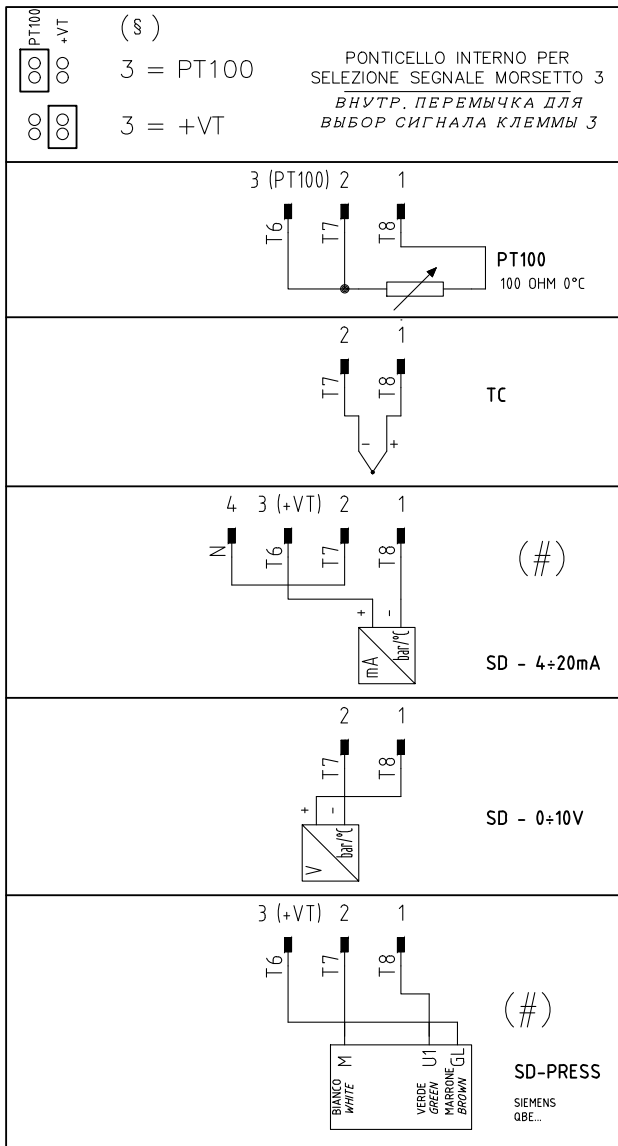 PT100
+VT
(§)
3 = PT100
3 = +VT
PONTICELLO INTERNO PER
SELEZIONE SEGNALE MORSETTO 3
ВНУТР. ПЕРЕМЫЧКА ДЛЯ
ВЫБОР СИГНАЛА КЛЕММЫ 3
3 (PT100) 2 1
T6 T7 T8
PT100
100 OHM 0°C
2 1
T7 T8
- +
TC
4 3 (+VT) 2 1
N T6 T7 T8
(#)
+ -
mA bar/°C
SD - 4÷20mA
2 1
T7 T8
+ -
V bar/°C
SD - 0÷10V
3 (+VT) 2 1
T6 T7 T8
(#)
M U1 GL
BIANCO
WHITE
VERDE
GREEN
MARRONE
BROWN
SD-PRESS
SIEMENS
QBE...